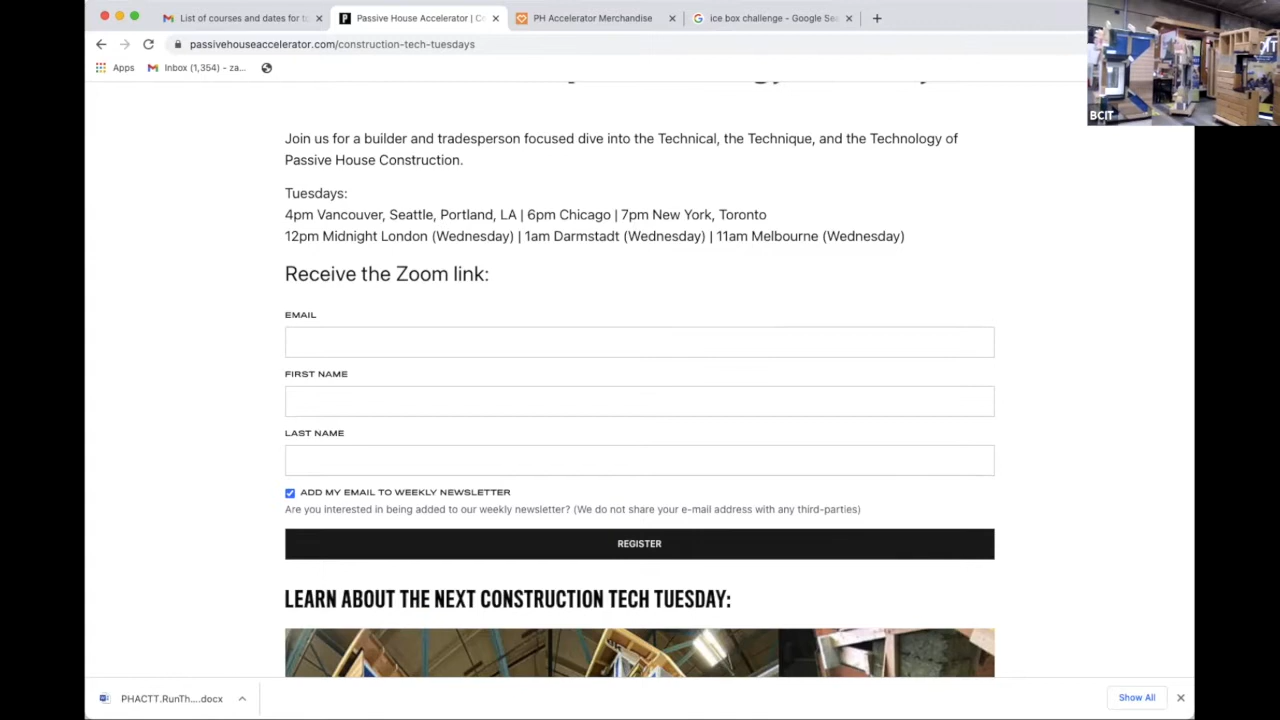 List of courses and dates for t
Passive House Accelerator | C
PH Accelerator Merchandise
ice box challenge - Google Se
passivehouseaccelerator.com/construction-tech-tuesdays
Apps
Inbox (1,354) - za...
BCIT
Join us for a builder and tradesperson focused dive into the Technical, the Technique, and the Technology of
Passive House Construction.
Tuesdays:
4pm Vancouver, Seattle, Portland, LA | 6pm Chicago | 7pm New York, Toronto
12pm Midnight London (Wednesday) | 1am Darmstadt (Wednesday) | 11am Melbourne (Wednesday)
Receive the Zoom link:
EMAIL
FIRST NAME
LAST NAME
ADD MY EMAIL TO WEEKLY NEWSLETTER
Are you interested in being added to our weekly newsletter? (We do not share your e-mail address with any third-parties)
REGISTER
LEARN ABOUT THE NEXT CONSTRUCTION TECH TUESDAY:
PHACTT.RunTh....docx
Show All